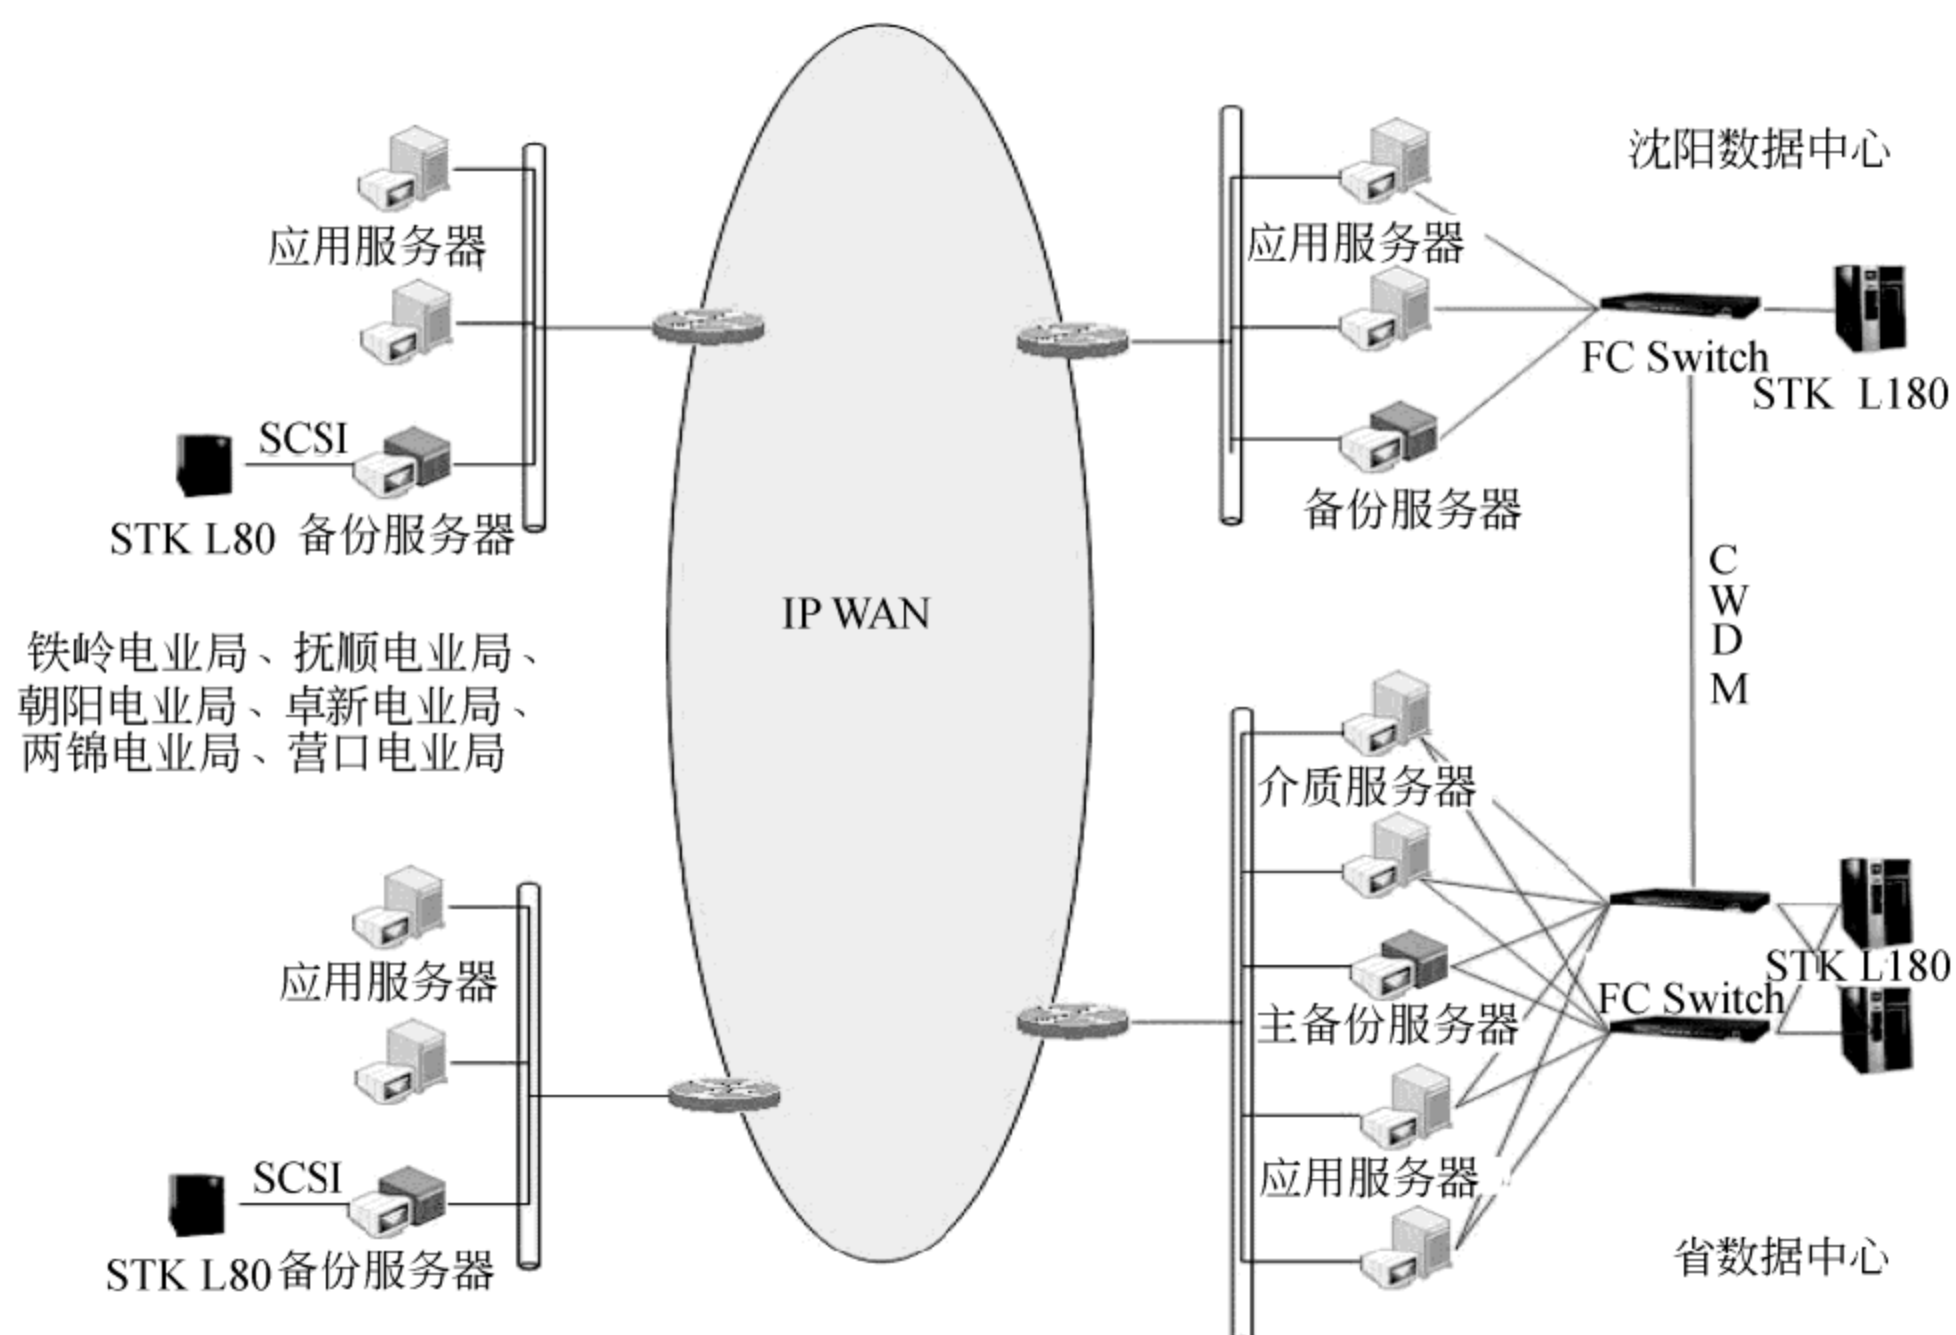 沈阳数据中心
应用服务器
应用服务器
FC Switch
STK L180
SCSI
STK L80
备份服务器
备份服务器
IP WAN
C
W
D
M
铁岭电业局、抚顺电业局、
朝阳电业局、卓新电业局、
两锦电业局、营口电业局
介质服务器
应用服务器
STK L180
FC Switch
主备份服务器
SCSI
应用服务器
STK L80
备份服务器
省数据中心